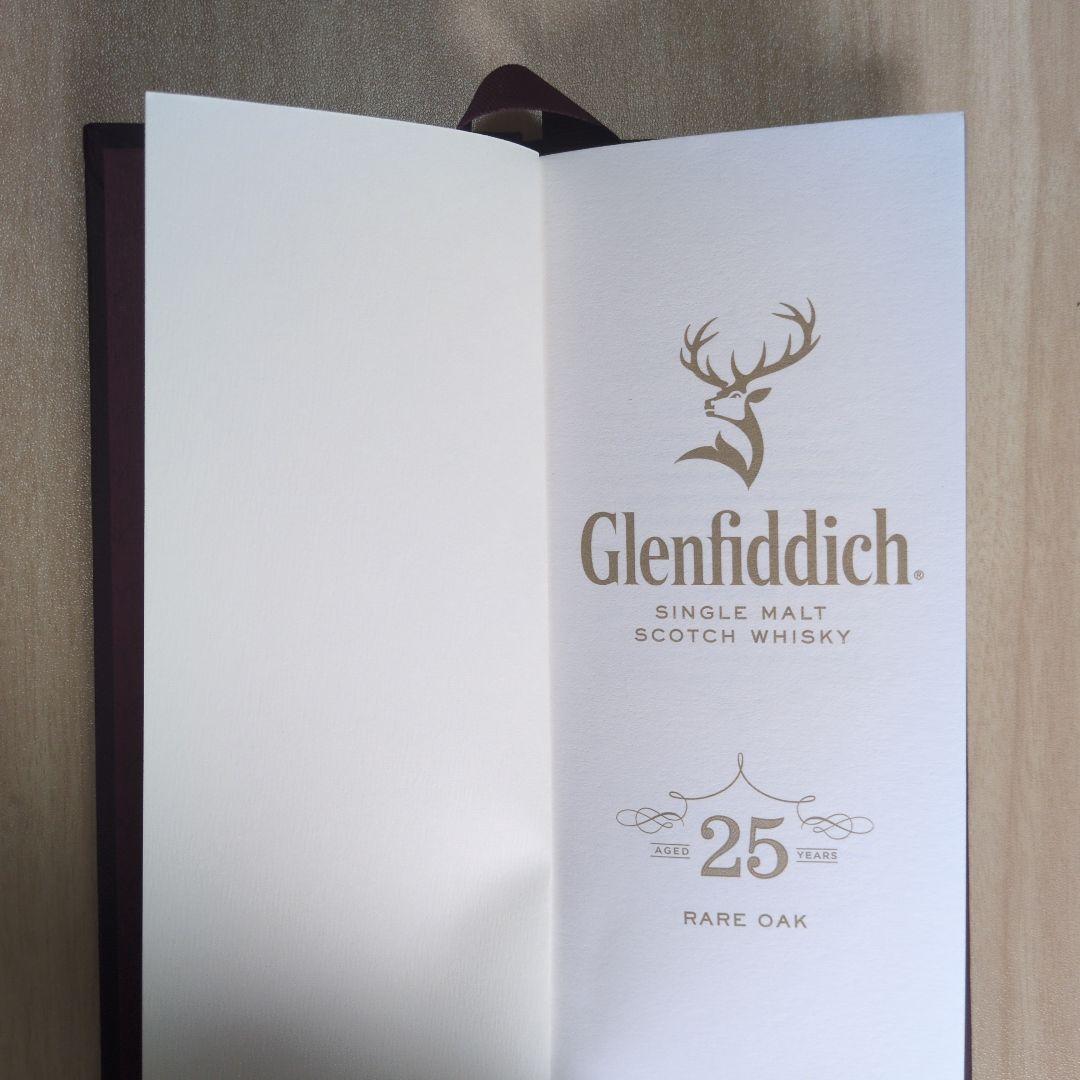 Glenfiddich®
SINGLE MALT
SCOTCH WHISKY
AGED 25 YEARS
RARE OAK